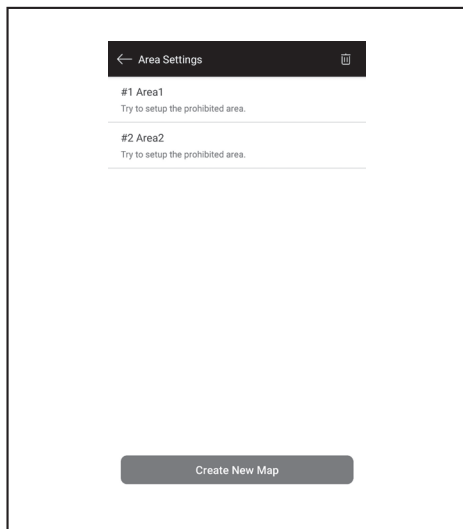 Area Settings
#1 Area1
Try to setup the prohibited area.
#2 Area2
Try to setup the prohibited area.
Create New Map